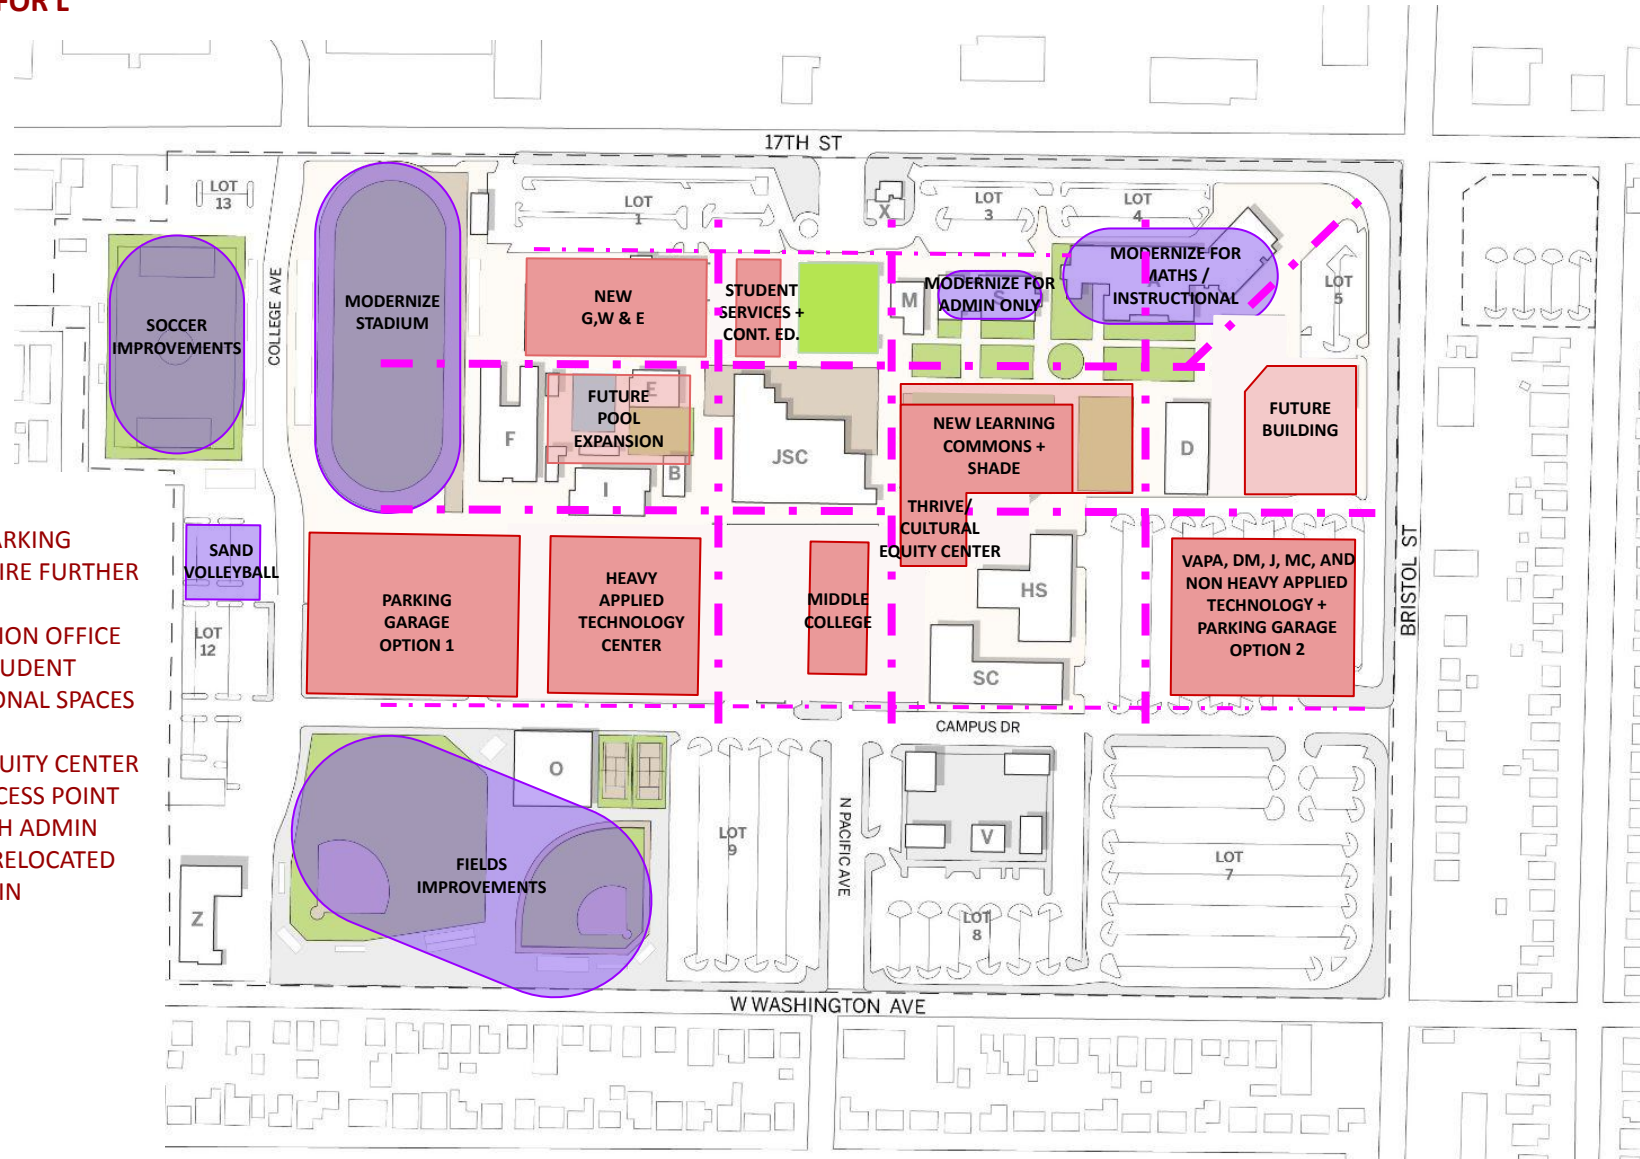 FOR L
17TH ST
LOT
13
LOT
1
X
LOT
3
LOT
4
LOT
5
COLLEGE AVE
SOCCER
IMPROVEMENTS
MODERNIZE
STADIUM
NEW
G,W & E
STUDENT
SERVICES +
CONT. ED.
M
MODERNIZE FOR
ADMIN ONLY
S
MODERNIZE FOR
MATHS /
INSTRUCTIONAL
A
F
FUTURE
POOL
EXPANSION
E
B
I
JSC
NEW LEARNING
COMMONS +
SHADE
D
FUTURE
BUILDING
THRIVE/
CULTURAL
EQUITY CENTER
ARKING
IRE FURTHER
ION OFFICE
UDENT
ONAL SPACES
UITY CENTER
CESS POINT
H ADMIN
RELOCATED
IN
SAND
VOLLEYBALL
LOT
12
PARKING
GARAGE
OPTION 1
HEAVY
APPLIED
TECHNOLOGY
CENTER
MIDDLE
COLLEGE
HS
SC
VAPA, DM, J, MC, AND
NON HEAVY APPLIED
TECHNOLOGY +
PARKING GARAGE
OPTION 2
BRISTOL ST
CAMPUS DR
O
LOT
9
N PACIFIC AVE
V
LOT
8
LOT
7
FIELDS
IMPROVEMENTS
Z
W WASHINGTON AVE